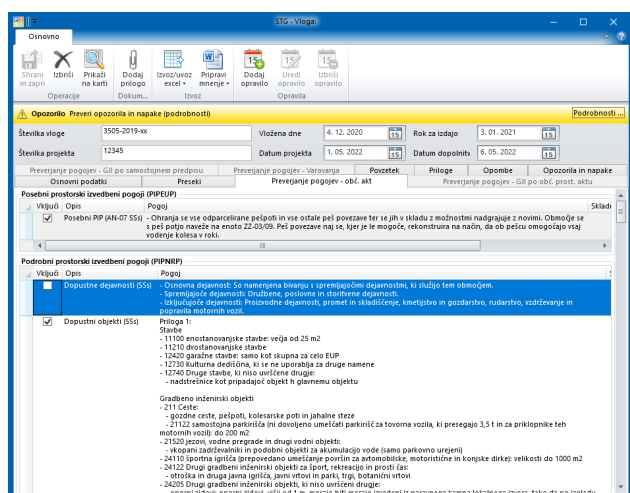 STG - Vloga:
Osnovno
Shrani in zapri
Izbriši
Prikaži na karti
Dodaj prilogo
Izvoz/uvoz excel
Pripravi mnenje
Dodaj opravilo
Uredi opravilo
Izbriši opravilo
Operacije
Dokum...
Izvoz
Opravila
Opozorilo Preveri opozorila in napake (podrobnosti)
Podrobnosti ...
Številka vloge 3505-2019-xx Vložena dne 4. 12. 2020 15 Rok za izdajo 3. 01. 2021 15
Številka projekta 12345 Datum projekta 1. 05. 2022 15 Datum dopolnitv 6. 05. 2022 15
Preverjanje pogojev - GJI po samostojnem predpisu Preverjanje pogojev - Varovanja Povzetek Priloge Opombe Opozorila in napake
Osnovni podatki Preseki Preverjanje pogojev - obč. akt Preverjanje pogojev - GJI po obč. prost. aktu
Posebni prostorski izvedbeni pogoji (PIPEUP)
Vključi Opis Pogoj Skladn
Posebni PIP (AN-07 SSs) - Ohranja se vse odparcelirane pešpoti in vse ostale peš povezave ter se jih v skladu z možnostmi nadgrajuje z novimi. Območje se
s peš potjo naveže na enoto ZZ-03/09. Peš povezave naj se, kjer je le mogoče, rekonstruira na način, da ob pešcu omogočajo vsaj
vodenje kolesa v roki.
Podrobni prostorski izvedbeni pogoji (PIPNRP)
Vključi Opis Pogoj
Dopustne dejavnosti (SSs) - Osnovna dejavnost: So namenjena bivanju s spremljajočimi dejavnostmi, ki služijo tem območjem.
- Spremljajoče dejavnosti: Družbene, poslovne in storitvene dejavnosti.
- Izključujoče dejavnosti: Proizvodne dejavnosti, promet in skladiščenje, kmetijstvo in gozdarstvo, rudarstvo, vzdrževanje in
popravila motornih vozil.
Dopustni objekti (SSs) Priloga 1:
Stavbe
- 11100 enostanovanjske stavbe: večja od 25 m2
- 11210 dvostanovanjske stavbe
- 12420 garažne stavbe: samo kot skupna za celo EUP
- 12730 Kulturna dediščina, ki se ne uporablja za druge namene
- 12740 Druge stavbe, ki niso uvrščene drugje:
- nadstrešnice kot pripadajoč objekt h glavnemu objektu
Gradbeno inženirski objekti
- 211 Ceste:
- gozdne ceste, pešpoti, kolesarske poti in jahalne steze
- 21122 samostojna parkirišča (ni dovoljeno umeščati parkirišč za tovorna vozila, ki presegajo 3,5 t in za priklopnike teh
motornih vozil): do 200 m2
- 21520 jezovi, vodne pregrade in drugi vodni objekti:
- vkopani zadrževalniki in podobni objekti za akumulacijo vode (samo parkovno urejeni)
- 24110 športna igrišča (prepovedano umeščanje površin za avtomobilske, motoristične in konjske dirke): velikosti do 1000 m2
- 24122 Drugi gradbeni inženirski objekti za šport, rekreacijo in prosti čas:
- otroška in druga javna igrišča, javni vrtovi in parki, trgi, botanični vrtovi
- 24205 Drugi gradbeni inženirski objekti, ki niso uvrščeni drugje: